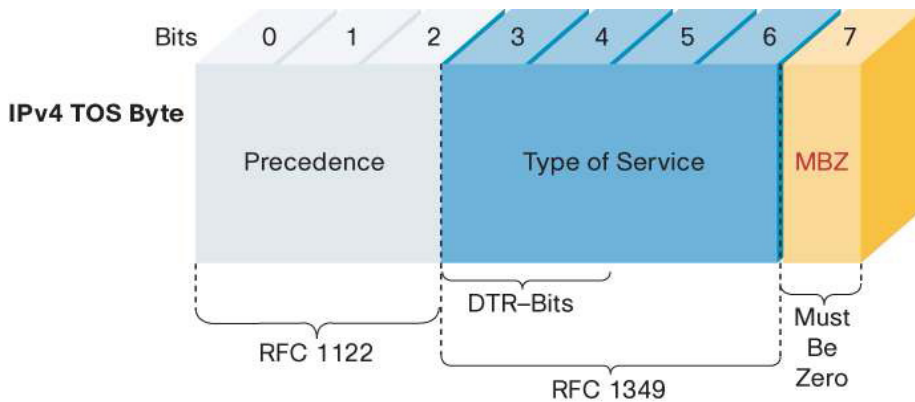 Bits 0 1 2 3 4 5 6 7
IPv4 TOS Byte
Precedence Type of Service MBZ
DTR–Bits
RFC 1122
Must
Be
Zero
RFC 1349